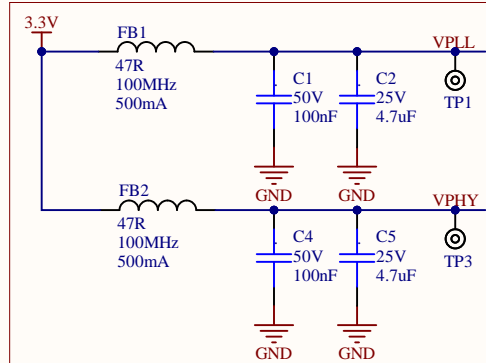 3.3V
FB1
47R
100MHz
500mA
C1
50V
100nF
C2
25V
4.7uF
VPLL
TP1
GND
GND
FB2
47R
100MHz
500mA
C4
50V
100nF
C5
25V
4.7uF
VPHY
TP3
GND
GND